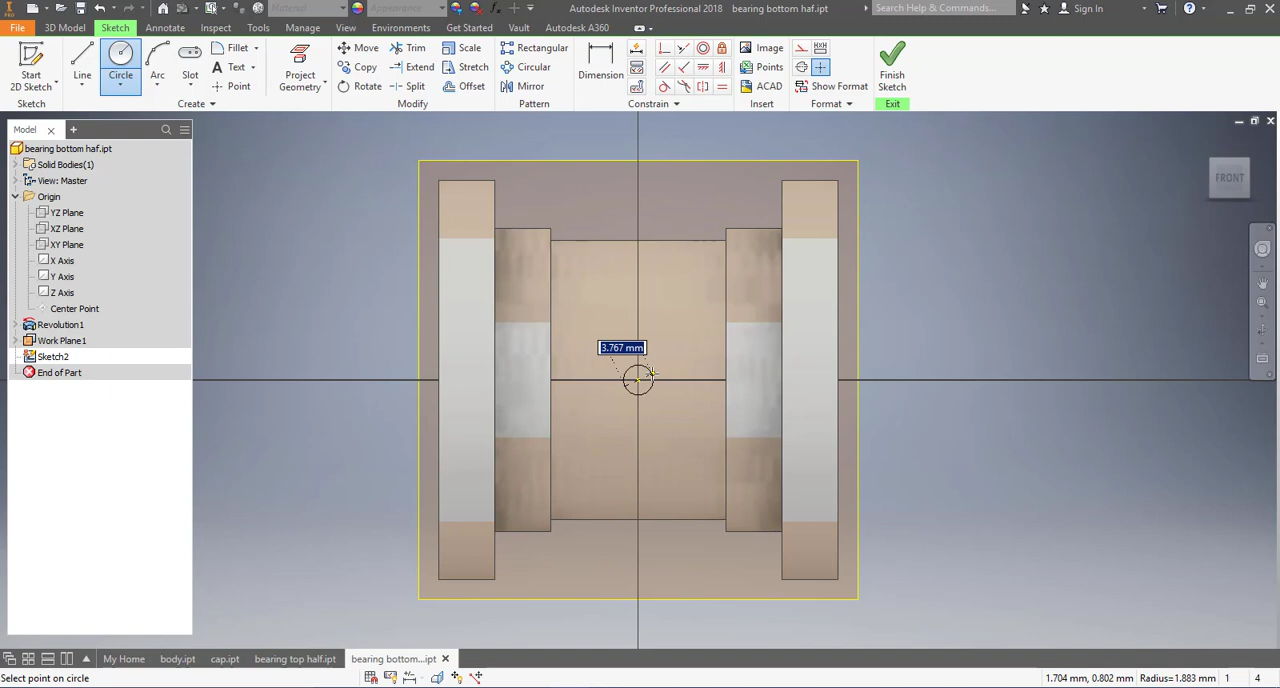 PRO
Material
Appearance
Autodesk Inventor Professional 2018 bearing bottom haf.ipt
Search Help & Commands...
Sign In
File 3D Model Sketch Annotate Inspect Tools Manage View Environments Get Started Vault Autodesk A360
Start
2D Sketch
Line
Circle
Arc
Slot
Fillet
Text
Point
Project
Geometry
Move
Copy
Rotate
Trim
Extend
Split
Scale
Stretch
Offset
Rectangular
Circular
Mirror
Dimension
Image
Points
ACAD
Show Format
Finish
Sketch
Sketch Create Modify Pattern Constrain Insert Format Exit
Model
bearing bottom haf.ipt
Solid Bodies(1)
View: Master
Origin
YZ Plane
XZ Plane
XY Plane
X Axis
Y Axis
Z Axis
Center Point
Revolution1
Work Plane1
Sketch2
End of Part
FRONT
3.767 mm
My Home body.ipt cap.ipt bearing top half.ipt bearing bottom...ipt
Select point on circle
1.704 mm, 0.802 mm Radius=1.883 mm 1 4